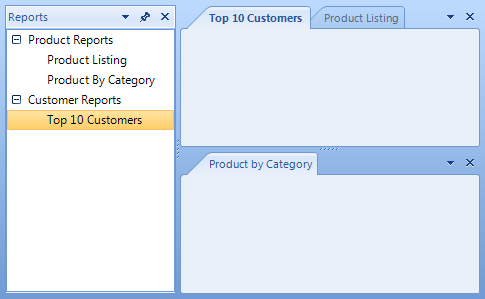 Reports
Product Reports
Product Listing
Product By Category
Customer Reports
Top 10 Customers
Top 10 Customers
Product Listing
Product by Category